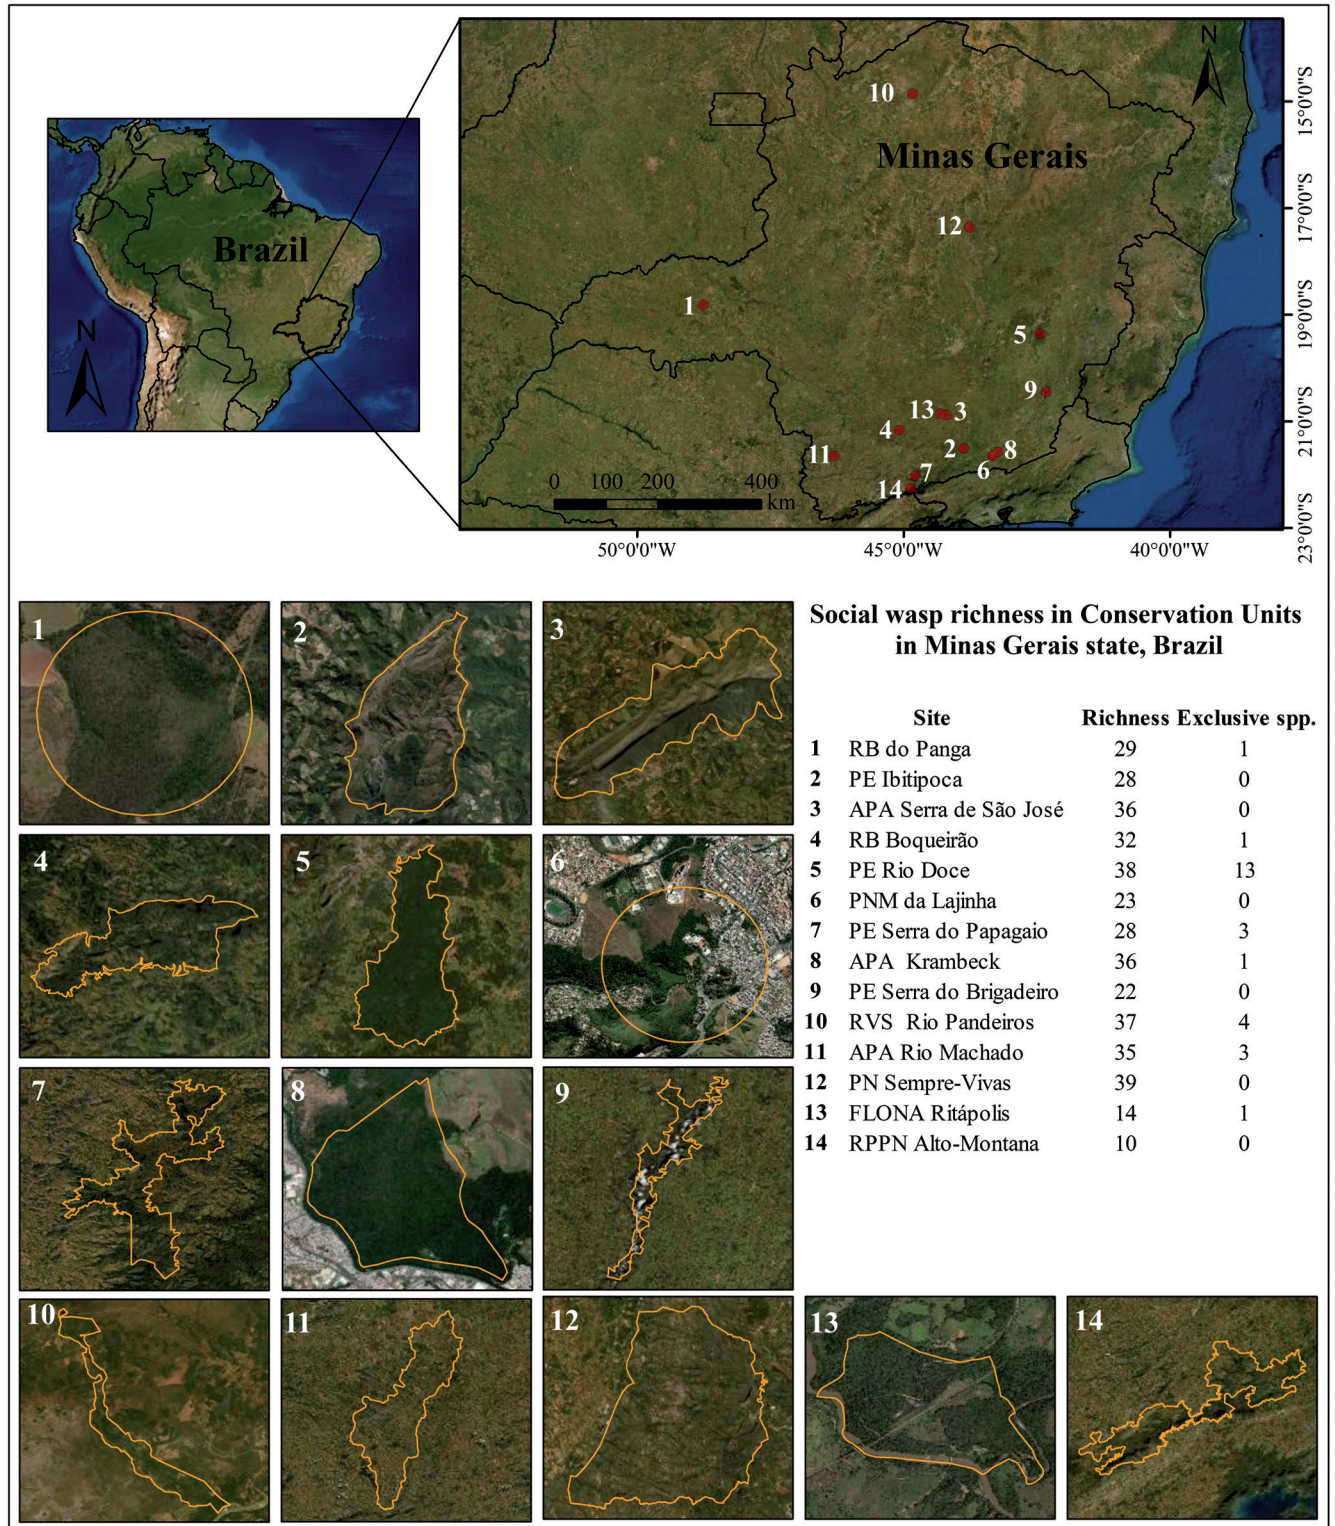 Brazil
N
N
Minas Gerais
10
12
1
5
9
13
3
4
2
8
6
11
7
14
0 100 200 400
km
15°0'0"S
17°0'0"S
19°0'0"S
21°0'0"S
23°0'0"S
50°0'0"W
45°0'0"W
40°0'0"W
1
2
3
4
5
6
7
8
9
10
11
12
13
14
Social wasp richness in Conservation Units
in Minas Gerais state, Brazil
Site Richness Exclusive spp.
1 RB do Panga 29 1
2 PE Ibitipoca 28 0
3 APA Serra de São José 36 0
4 RB Boqueirão 32 1
5 PE Rio Doce 38 13
6 PNM da Lajinha 23 0
7 PE Serra do Papagaio 28 3
8 APA Krambeck 36 1
9 PE Serra do Brigadeiro 22 0
10 RVS Rio Pandeiros 37 4
11 APA Rio Machado 35 3
12 PN Sempre-Vivas 39 0
13 FLONA Ritápolis 14 1
14 RPPN Alto-Montana 10 0